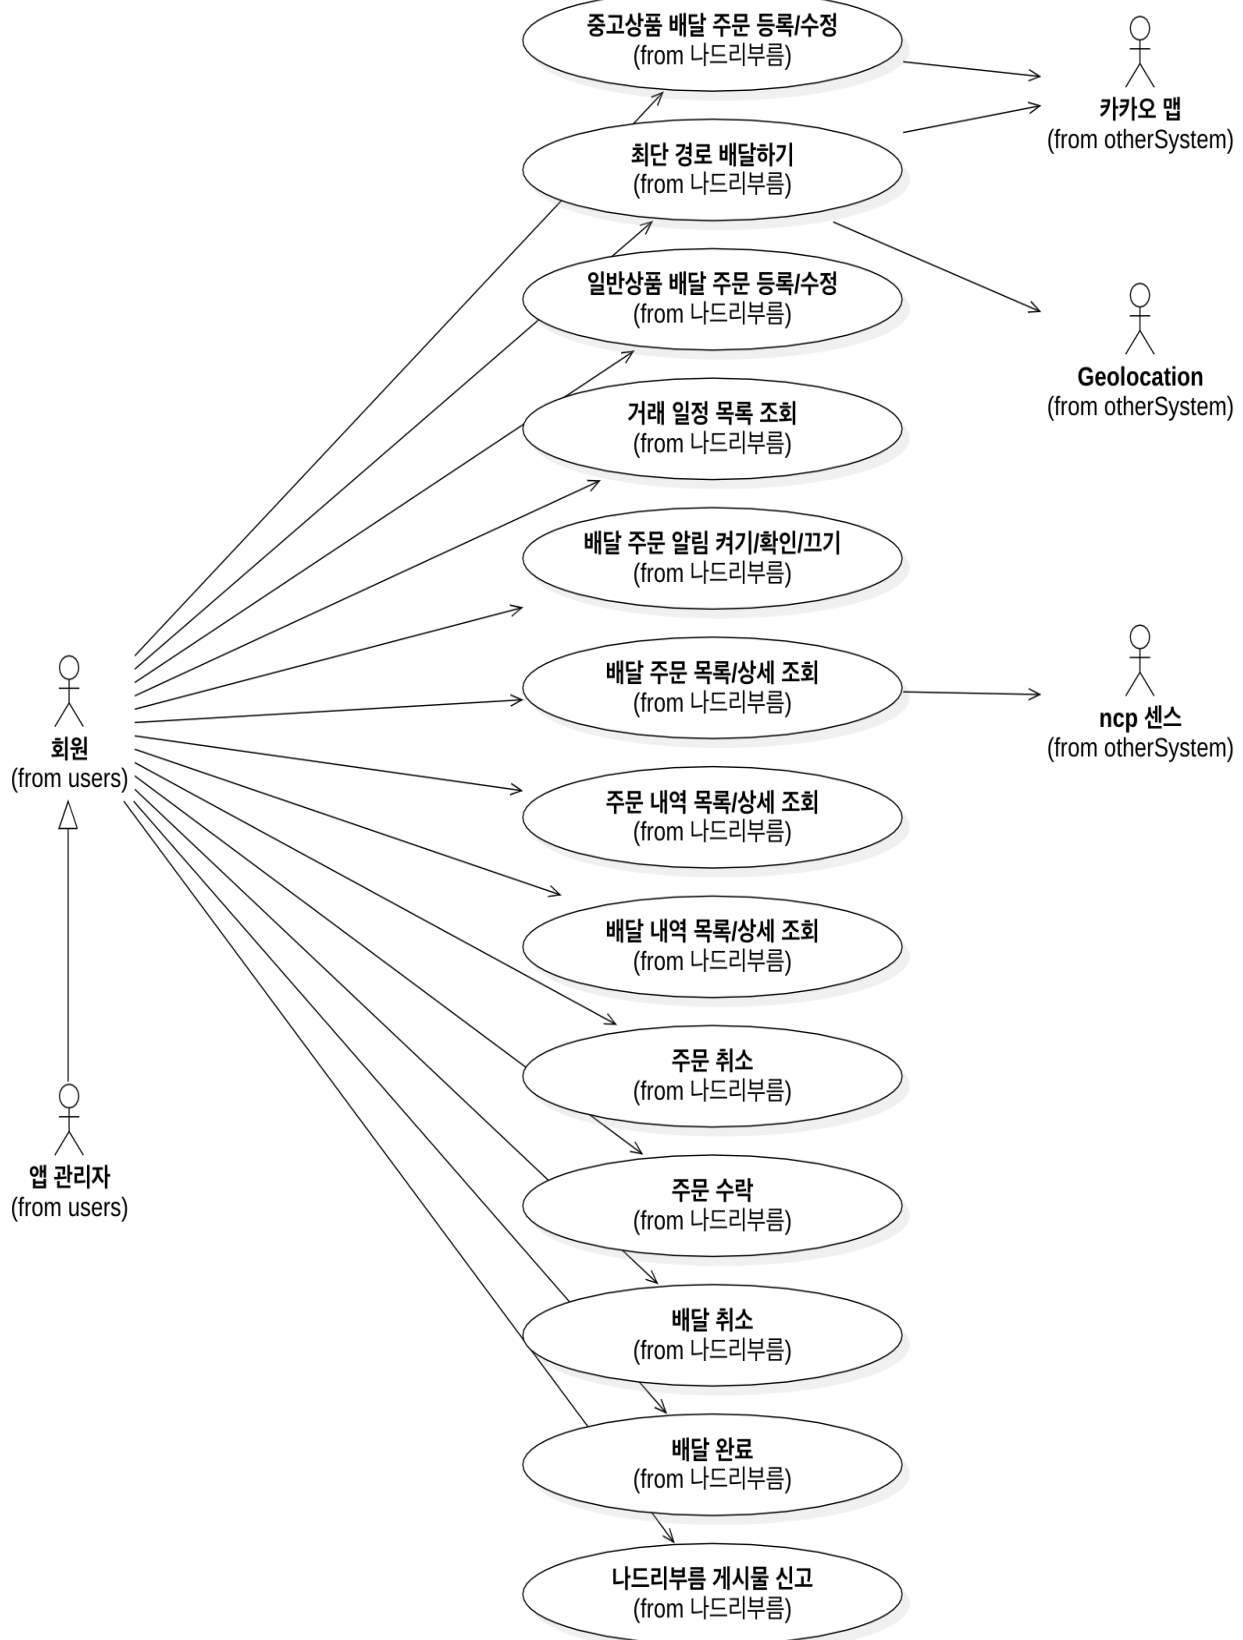 중고상품 배달 주문 등록/수정
(from 나드리부름)
카카오 맵
(from otherSystem)
최단 경로 배달하기
(from 나드리부름)
일반상품 배달 주문 등록/수정
(from 나드리부름)
Geolocation
(from otherSystem)
거래 일정 목록 조회
(from 나드리부름)
배달 주문 알림 켜기/확인/끄기
(from 나드리부름)
배달 주문 목록/상세 조회
(from 나드리부름)
ncp 센스
(from otherSystem)
회원
(from users)
주문 내역 목록/상세 조회
(from 나드리부름)
배달 내역 목록/상세 조회
(from 나드리부름)
주문 취소
(from 나드리부름)
앱 관리자
(from users)
주문 수락
(from 나드리부름)
배달 취소
(from 나드리부름)
배달 완료
(from 나드리부름)
나드리부름 게시물 신고
(from 나드리부름)